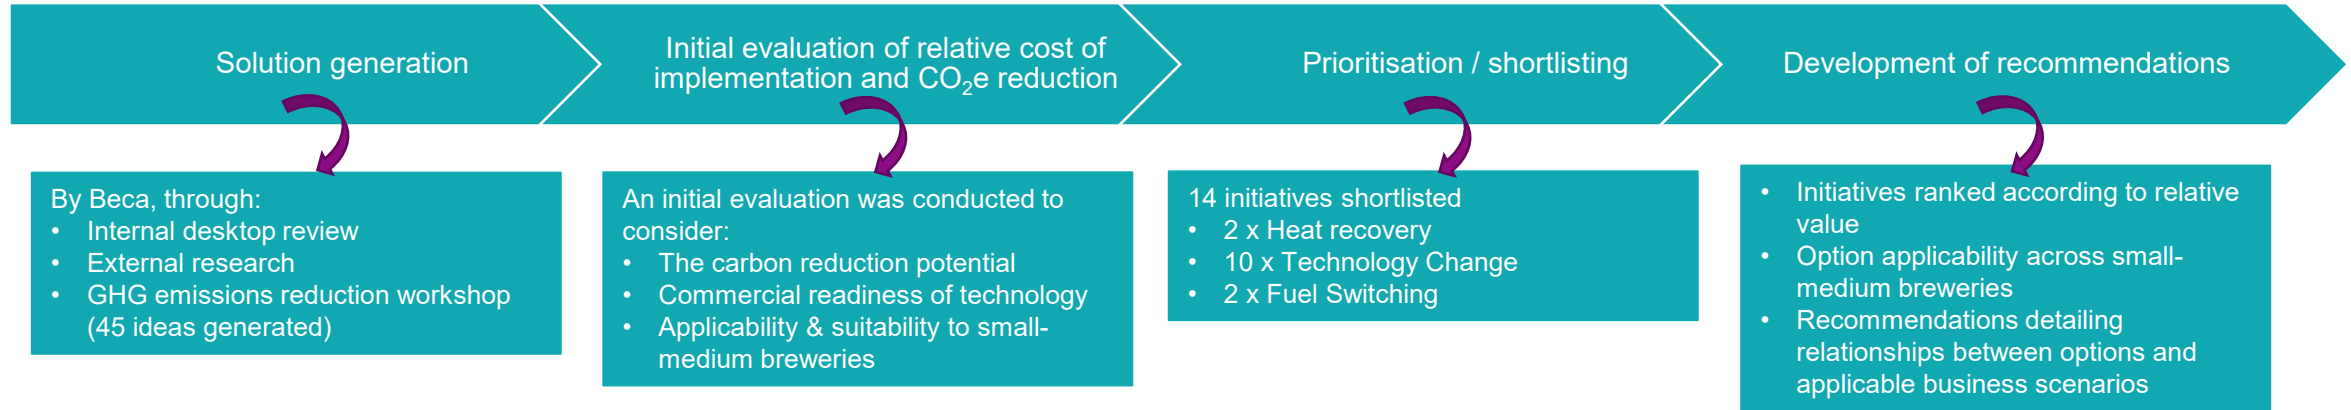 Solution generation
Initial evaluation of relative cost of
implementation and CO₂e reduction
Prioritisation / shortlisting
Development of recommendations
By Beca, through:
• Internal desktop review
• External research
• GHG emissions reduction workshop
(45 ideas generated)
An initial evaluation was conducted to
consider:
• The carbon reduction potential
• Commercial readiness of technology
• Applicability & suitability to small-
medium breweries
14 initiatives shortlisted
• 2 x Heat recovery
• 10 x Technology Change
• 2 x Fuel Switching
• Initiatives ranked according to relative
value
• Option applicability across small-
medium breweries
• Recommendations detailing
relationships between options and
applicable business scenarios